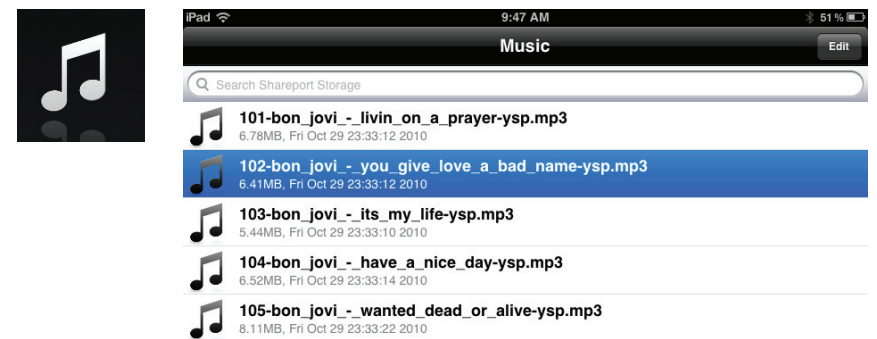 iPad 9:47 AM 51%
Music
Edit
Search Shareport Storage
101-bon_jovi_-_livin_on_a_prayer-ysp.mp3
6.78MB, Fri Oct 29 23:33:12 2010
102-bon_jovi_-_you_give_love_a_bad_name-ysp.mp3
6.41MB, Fri Oct 29 23:33:12 2010
103-bon_jovi_-_its_my_life-ysp.mp3
5.44MB, Fri Oct 29 23:33:10 2010
104-bon_jovi_-_have_a_nice_day-ysp.mp3
6.52MB, Fri Oct 29 23:33:14 2010
105-bon_jovi_-_wanted_dead_or_alive-ysp.mp3
8.11MB, Fri Oct 29 23:33:22 2010